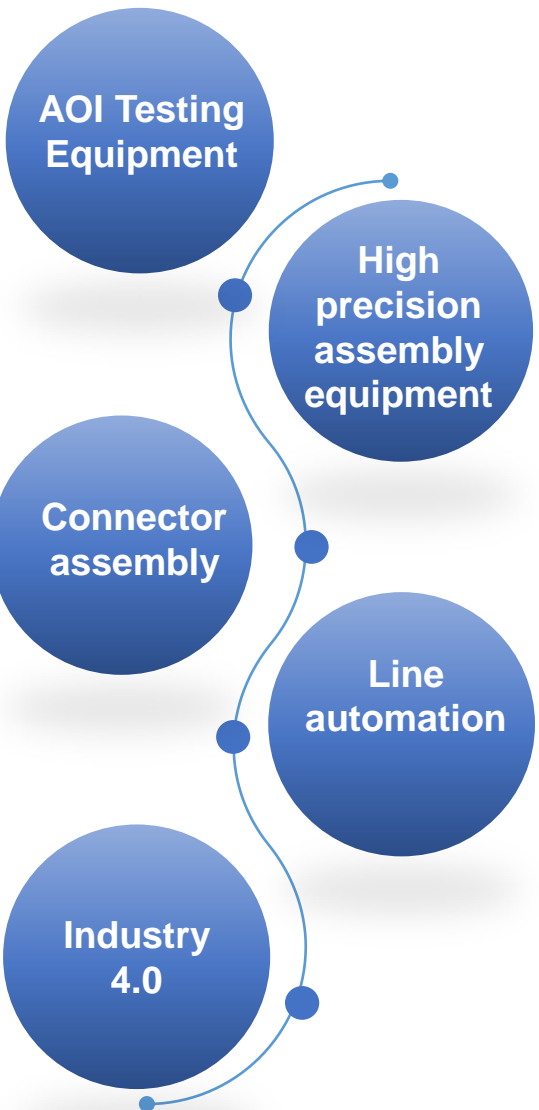 AOI Testing
Equipment
High
precision
assembly
equipment
Connector
assembly
Line
automation
Industry
4.0